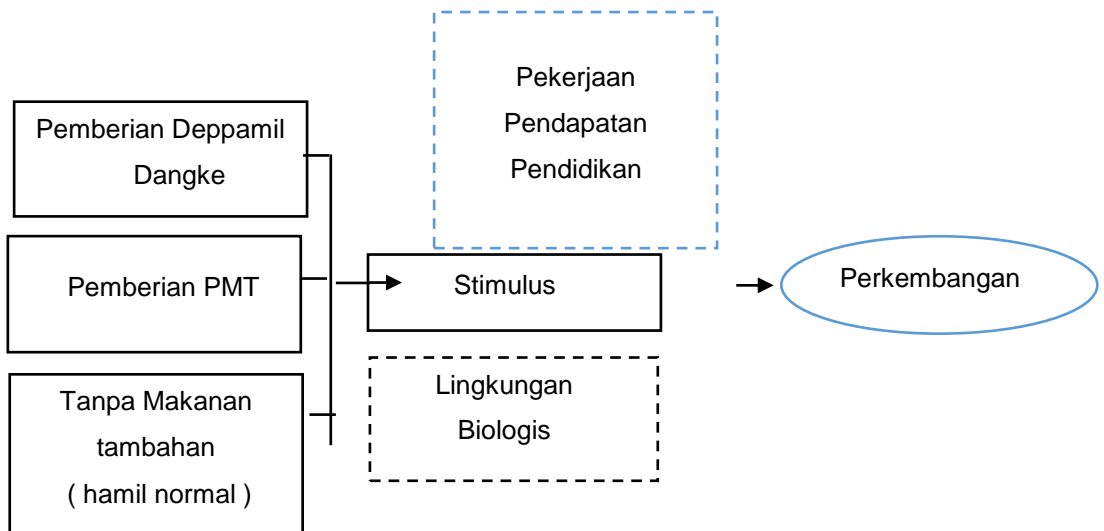 Pemberian Deppamil
Dangke
Pemberian PMT
Tanpa Makanan
tambahan
( hamil normal )
Pekerjaan
Pendapatan
Pendidikan
Stimulus
Lingkungan
Biologis
Perkembangan